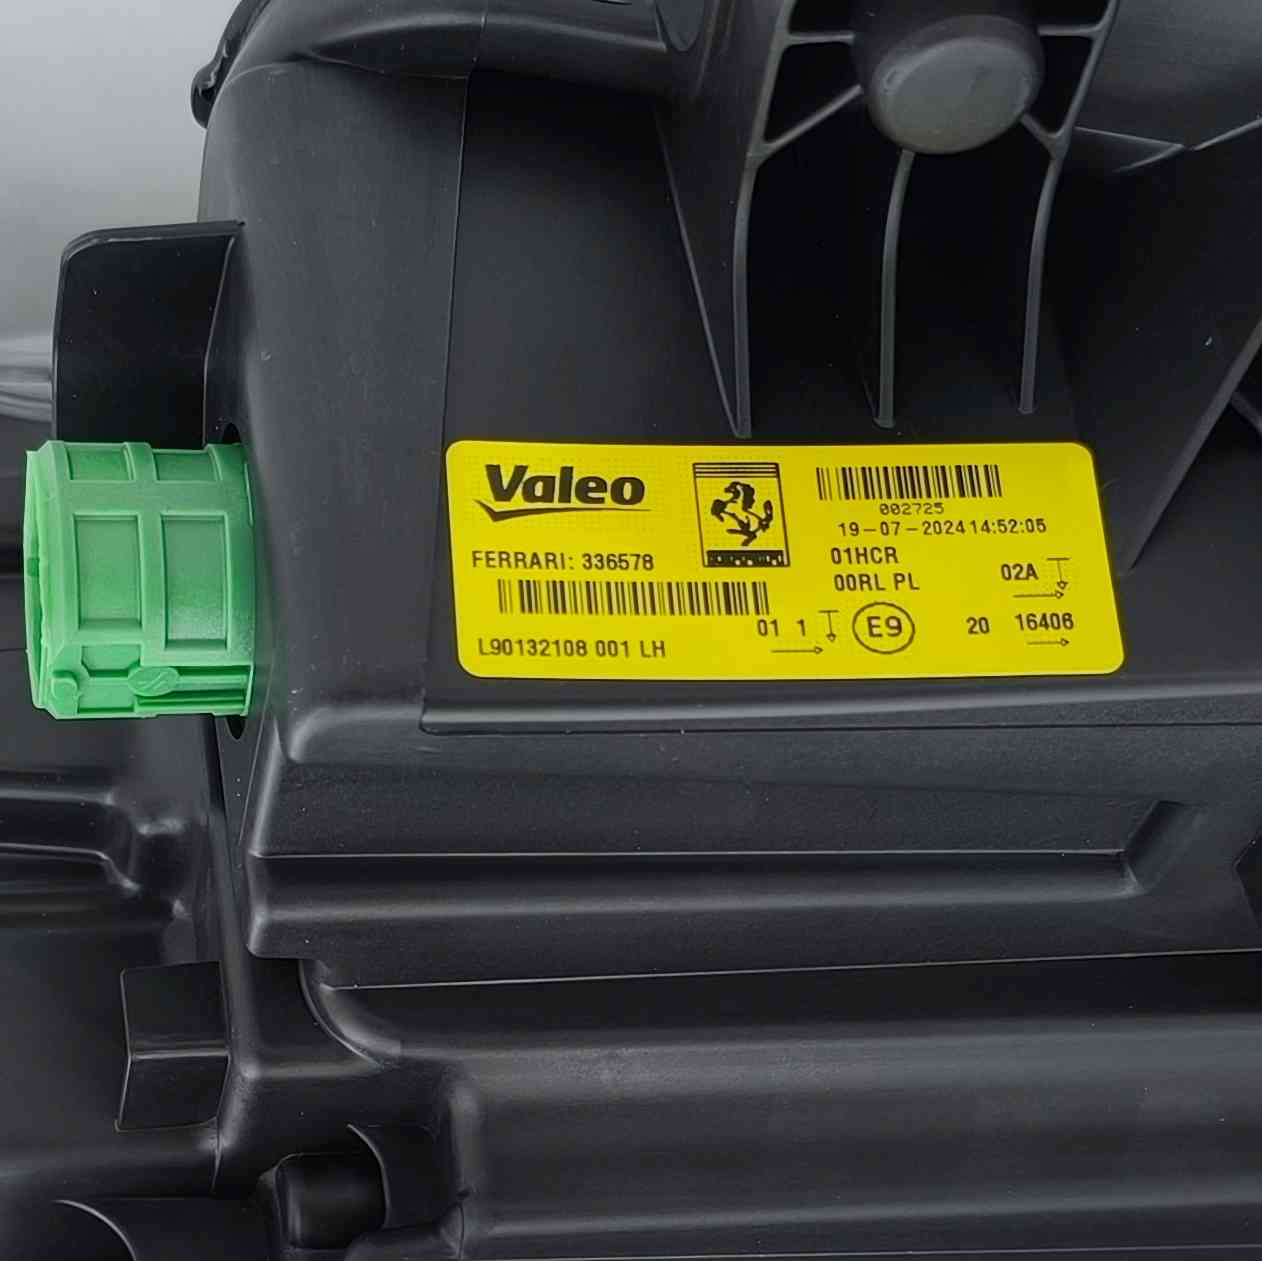 Valeo
002725
19-07-2024 14:52:05
FERRARI: 336578
01HCR
00RL PL
02A
01 1
E9
20 16406
L90132108 001 LH